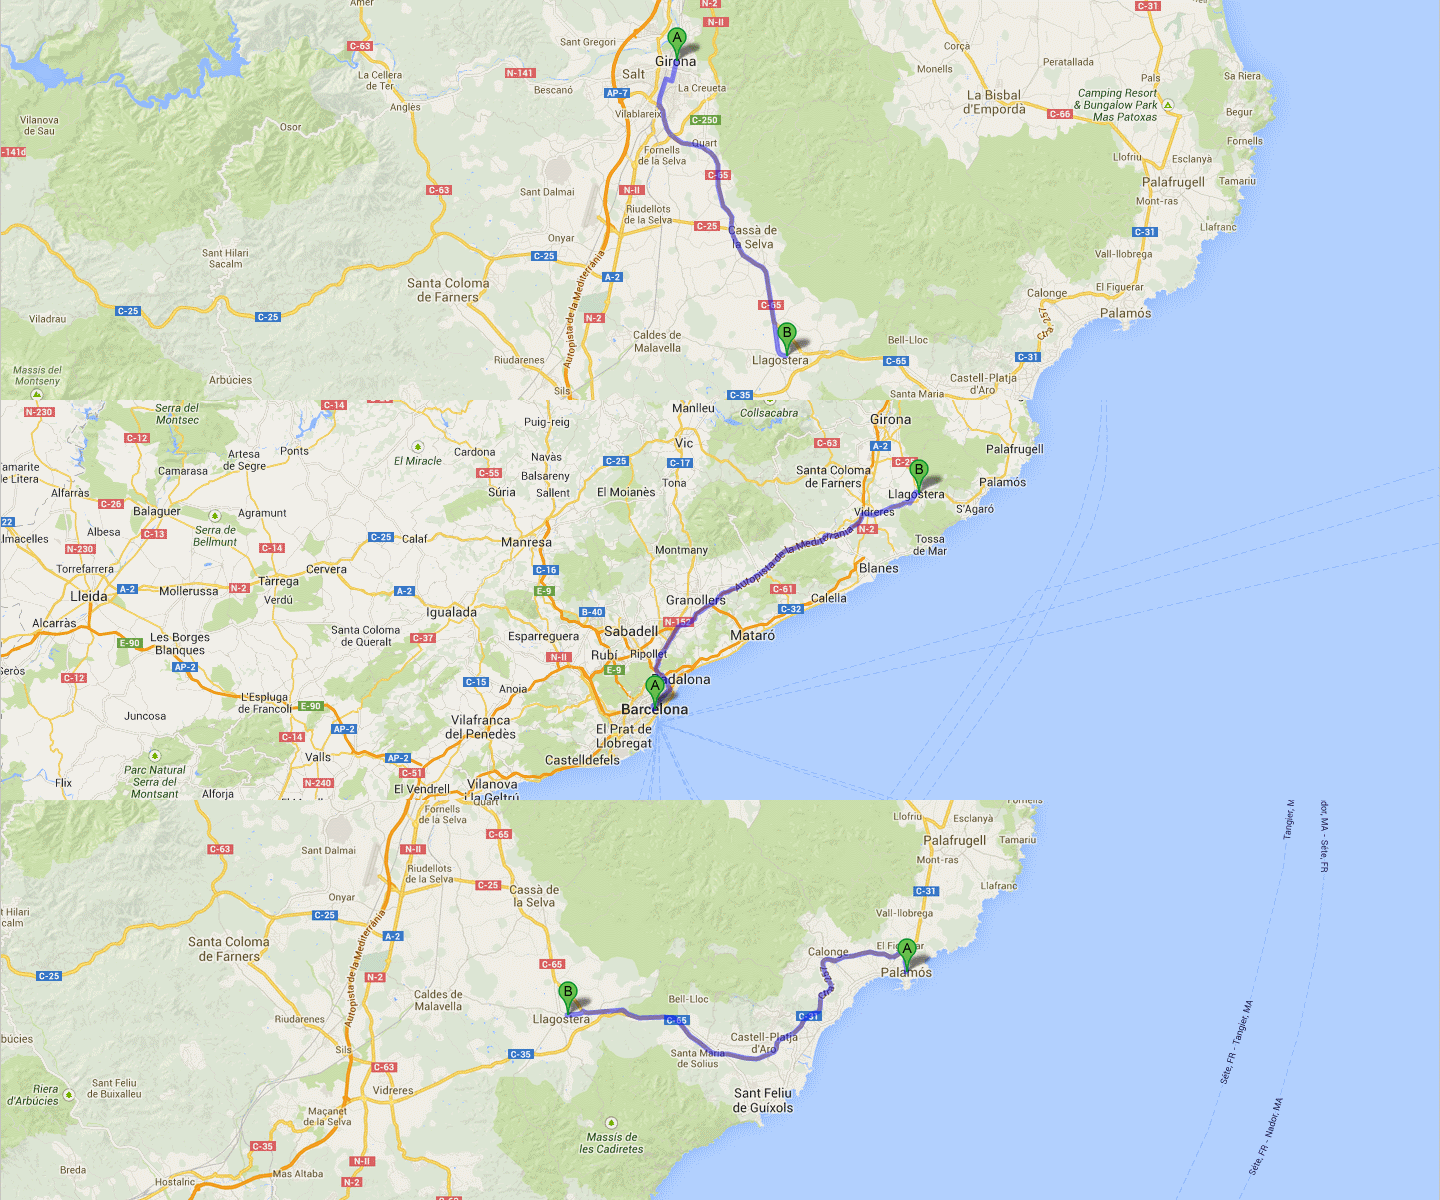 Amer
N-2
C-31
C-63
Sant Gregori
N-II
A
Girona
Corçà
Monells
Peratallada
Pals
Sa Riera
La Cellera
de Ter
N-141
Salt
Bescanó
AP-7
La Creueta
La Bisbal
d'Empordà
Camping Resort
& Bungalow Park
Mas Patoxas
Begur
Anglès
Vilablareix
C-250
C-66
Vilanova
de Sau
Osor
Quart
Fornells
Fornells
de la Selva
Llofriu
Esclanyà
-141d
C-65
Palafrugell
Tamariu
C-63
Sant Dalmai
N-II
Mont-ras
Riudellots
de la Selva
C-25
Cassà de
la Selva
C-31
Llafranc
Onyar
Sant Hilari
Sacalm
C-25
Vall-llobrega
A-2
Autopista de la Mediterrània
Santa Coloma
de Farners
El Figuerar
Calonge
C-65
Palamós
C-25
C-25
Viladrau
N-2
Ctra 257
B
Caldes de
Malavella
Bell-Lloc
Llagostera
C-65
C-31
Riudarenes
Massís del
Montseny
Arbúcies
Castell-Platja
d'Aro
Sils
C-35
Santa Maria
C-14
N-230
Serra del
Montsec
Manlleu
Collsacabra
Girona
Puig-reig
C-12
Vic
C-63
A-2
Ponts
El Miracle
Cardona
Navàs
C-25
C-17
Palafrugell
Artesa
de Segre
Camarasa
C-55
Balsareny
Santa Coloma
de Farners
B
Tona
Palamós
Alfarràs
Súria
Sallent
El Moianès
Llagostera
C-26
Balaguer
Agramunt
Vidreres
S'Agaró
22
Albesa
C-13
Serra de
Bellmunt
C-25
Calaf
Manresa
N-2
N-230
C-14
Montmany
Autopista de la Mediterrània
Tossa
de Mar
Torrefarrera
Cervera
C-16
Blanes
Lleida
A-2
Mollerussa
N-2
Tàrrega
Verdú
A-2
E-9
Granollers
C-61
Calella
Alcarràs
Igualada
B-40
C-32
E-90
Les Borges
Blanques
Santa Coloma
de Queralt
C-37
Esparreguera
Sabadell
N-152
Mataró
AP-2
N-II
Rubí
Ripollet
E-9
C-12
C-15
Anoia
A
L'Espluga
de Francolí
E-90
Barcelona
Juncosa
C-14
AP-2
Vilafranca
del Penedès
El Prat de
Llobregat
Parc Natural
Serra del
Montsant
Valls
AP-2
Castelldefels
C-51
Flix
N-240
Alforja
El Vendrell
Vilanova
i la Geltrú
Quart
Fornells
de la Selva
Llofriu
Esclanyà
Tangier, M
dor, MA - Séte, FR
C-65
Palafrugell
Tamariu
C-63
Sant Dalmai
N-II
Mont-ras
Riudellots
de la Selva
C-25
Cassà de
la Selva
C-31
Llafranc
Onyar
C-25
Vall-llobrega
t Hilari
calm
A-2
Autopista de la Mediterrània
Santa Coloma
de Farners
A
Calonge
C-65
Palamós
C-25
N-2
Ctra 257
B
Caldes de
Malavella
Bell-Lloc
Llagostera
C-31
Riudarenes
Castell-Platja
d'Aro
búcies
Sils
C-35
Santa Maria
de Solius
C-63
Séte, FR - Tangier, MA
Riera
d'Arbúcies
Sant Feliu
de Buixalleu
Vidreres
Sant Feliu
de Guíxols
Maçanet
de la Selva
Massís de
les Cadiretes
C-35
Séte, FR - Nador, MA
N-II
Breda
Mas Altaba
Hostalric
N-2